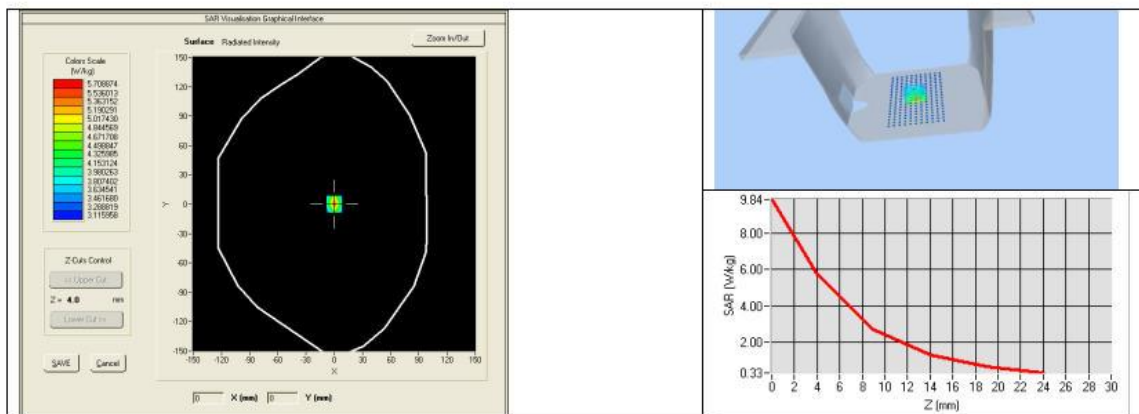 SAR Visualisation Graphical Interface
Surface Radiated Intensity
Zoom In/Out
Colors Scale
(W/kg)
5.708874
5.536013
5.363152
5.190291
5.017430
4.844569
4.671708
4.498847
4.325985
4.153124
3.980263
3.807402
3.634541
3.461680
3.288819
3.115958
Z-Cuts Control
<< Upper Cut
Z = 4.0 mm
Lower Cut >>
SAVE Cancel
Y
150
120
90
60
30
0
-30
-60
-90
-120
-150
-150 -120 -90 -60 -30 0 30 60 90 120 150
X
0 X (mm) 0 Y (mm)
SAR (W/kg)
9.84
8.00
6.00
4.00
2.00
0.33
0 2 4 6 8 10 12 14 16 18 20 22 24 26 28 30
Z (mm)